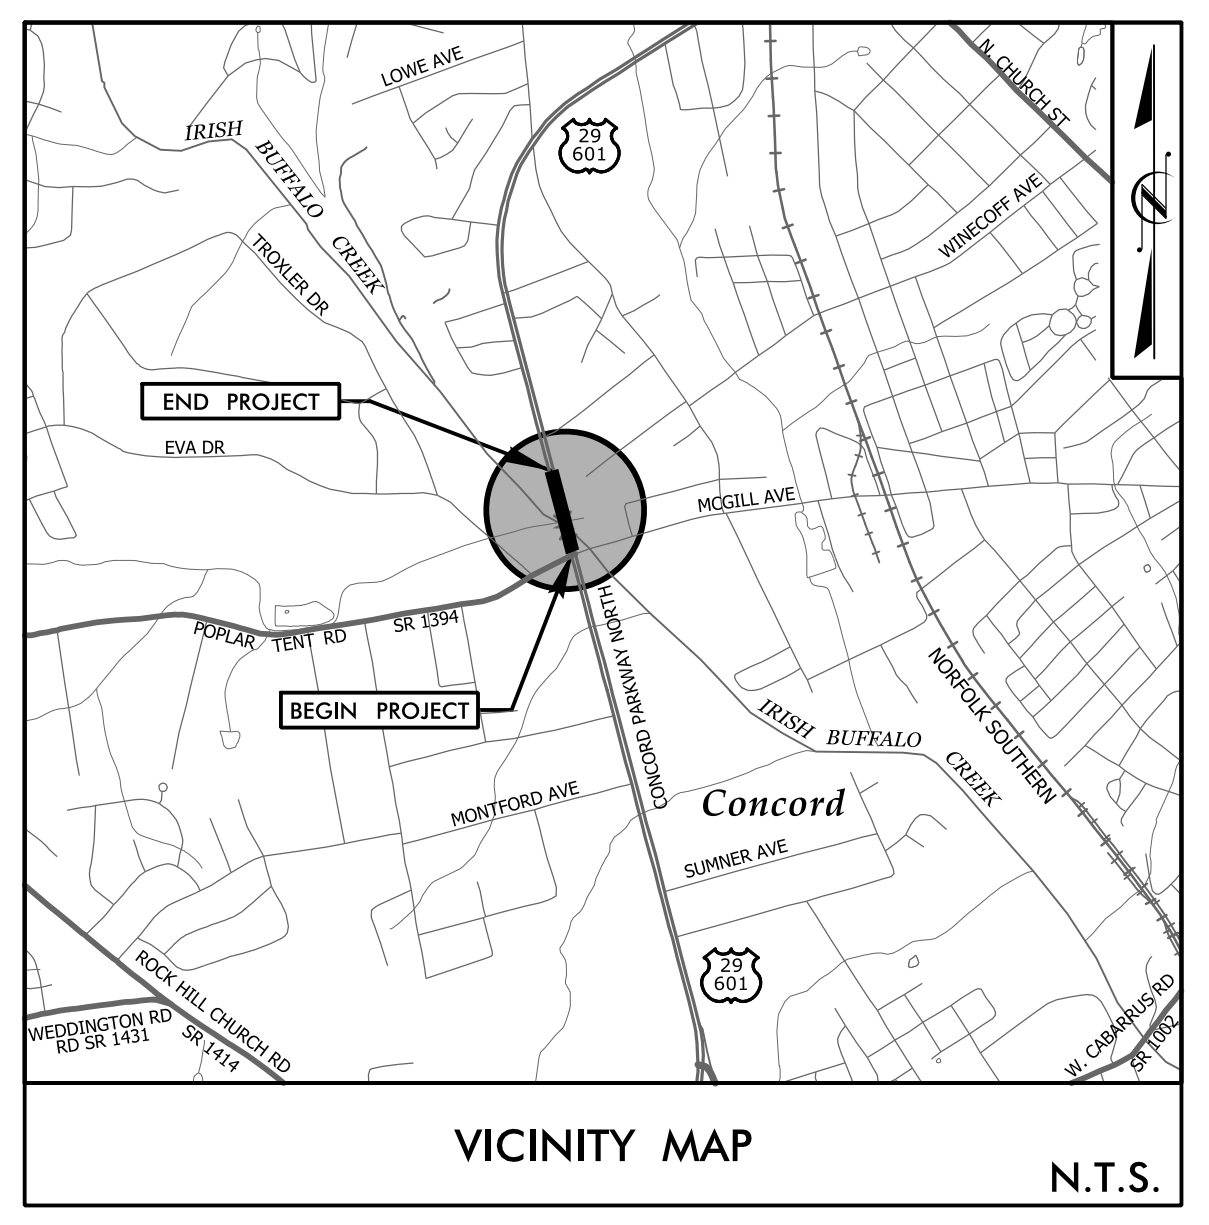 LOWE AVE
N. CHURCH ST
IRISH
BUFFALO
CREEK
29
601
N
WINECOFF AVE
TROXLER DR
END PROJECT
EVA DR
MCGILL AVE
POPLAR
TENT RD
SR 1394
CONCORD PARKWAY NORTH
BEGIN PROJECT
NORFOLK SOUTHERN
IRISH
BUFFALO
CREEK
MONTFORD AVE
Concord
SUMNER AVE
29
601
ROCK HILL CHURCH RD
SR 1414
WEDDINGTON RD
RD SR 1431
W. CABARRUS RD
SR 1002
VICINITY MAP
N.T.S.